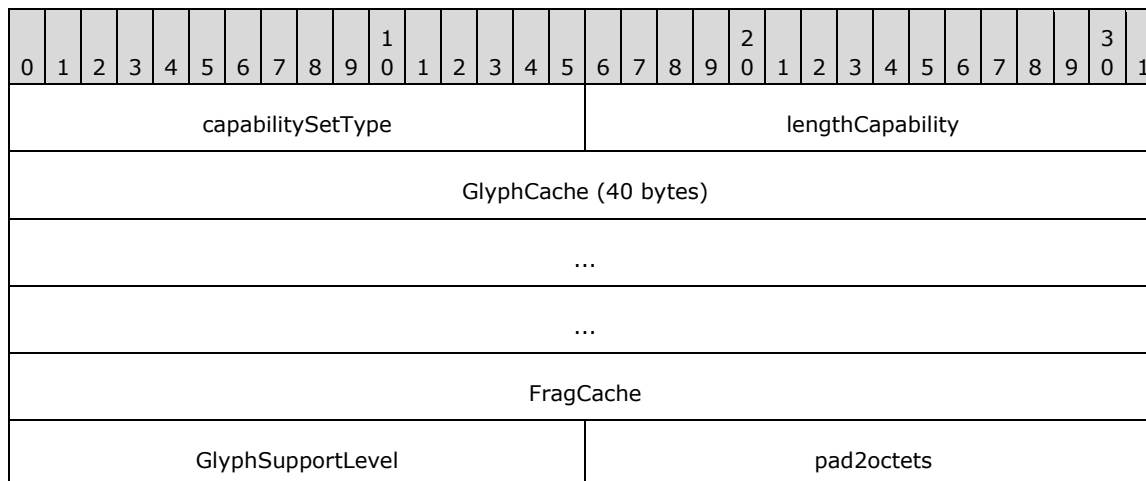 1 2 3
0 1 2 3 4 5 6 7 8 9 0 1 2 3 4 5 6 7 8 9 0 1 2 3 4 5 6 7 8 9 0 1
capabilitySetType lengthCapability
GlyphCache (40 bytes)
...
...
FragCache
GlyphSupportLevel pad2octets